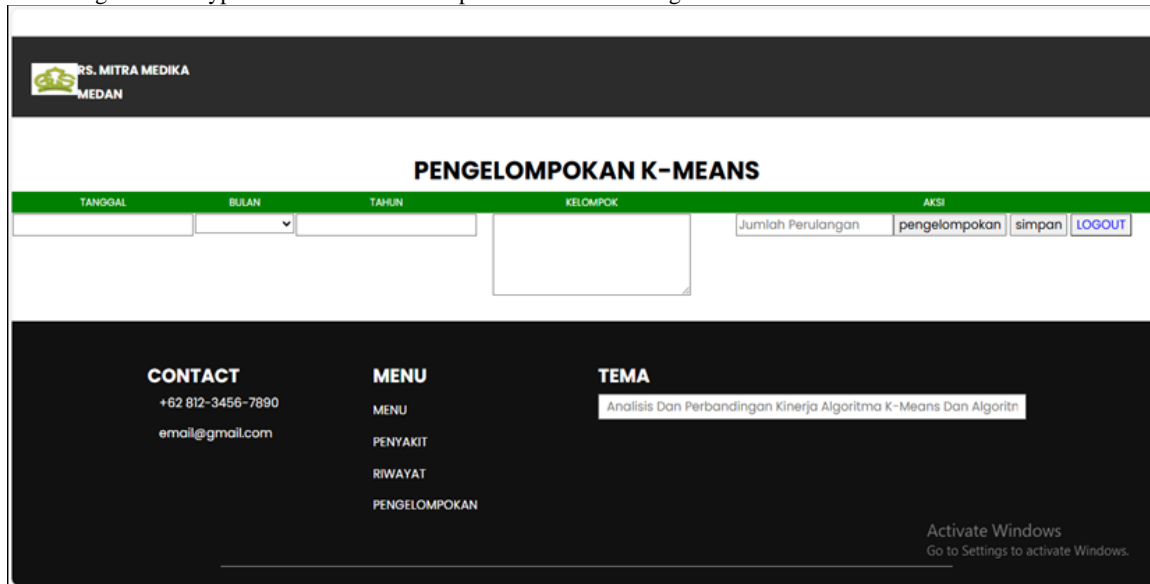 RS. MITRA MEDIKA
MEDAN
PENGELOMPOKAN K-MEANS
TANGGAL BULAN TAHUN KELOMPOK AKSI
Jumlah Perulangan pengelompokan simpan LOGOUT
CONTACT
+62 812-3456-7890
email@gmail.com
MENU
MENU
PENYAKIT
RIWAYAT
PENGELOMPOKAN
TEMA
Analisis Dan Perbandingan Kinerja Algoritma K-Means Dan Algoritm
Activate Windows
Go to Settings to activate Windows.